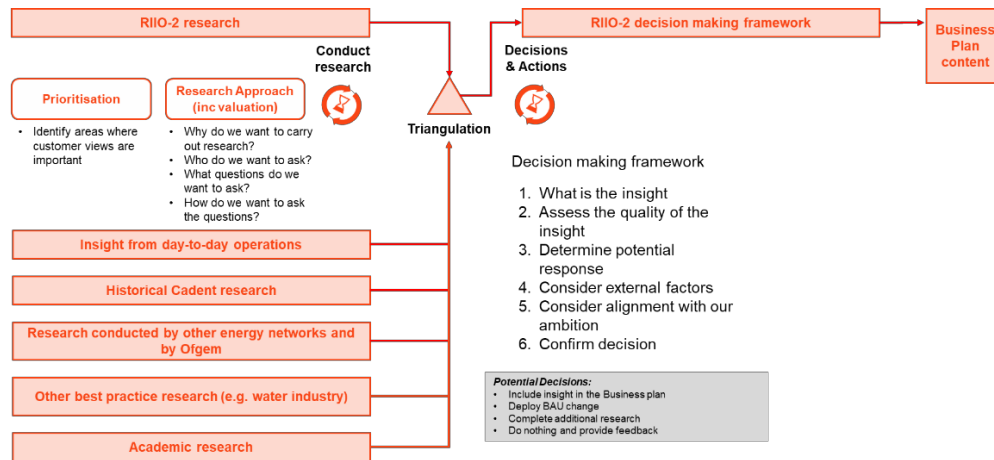 RIIO-2 research
RIIO-2 decision making framework
Business
Plan
content
Conduct
research
Decisions
& Actions
Prioritisation
Research Approach
(inc valuation)
Triangulation
• Identify areas where
customer views are
important
• Why do we want to carry
out research?
• Who do we want to ask?
• What questions do we
want to ask?
• How do we want to ask
the questions?
Decision making framework
1. What is the insight
2. Assess the quality of the
insight
3. Determine potential
response
4. Consider external factors
5. Consider alignment with our
ambition
6. Confirm decision
Insight from day-to-day operations
Historical Cadent research
Research conducted by other energy networks and
by Ofgem
Other best practice research (e.g. water industry)
Academic research
Potential Decisions:
• Include insight in the Business plan
• Deploy BAU change
• Complete additional research
• Do nothing and provide feedback